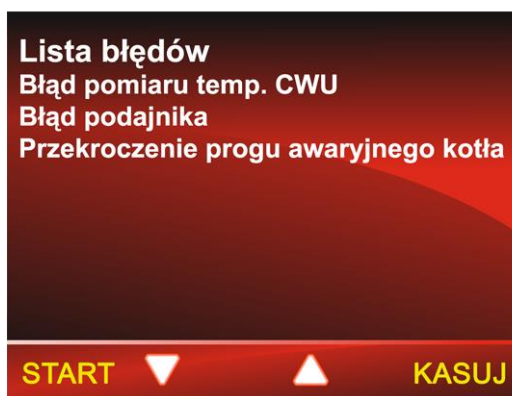 Lista błędów
Błąd pomiaru temp. CWU
Błąd podajnika
Przekroczenie progu awaryjnego kotła
START KASUJ